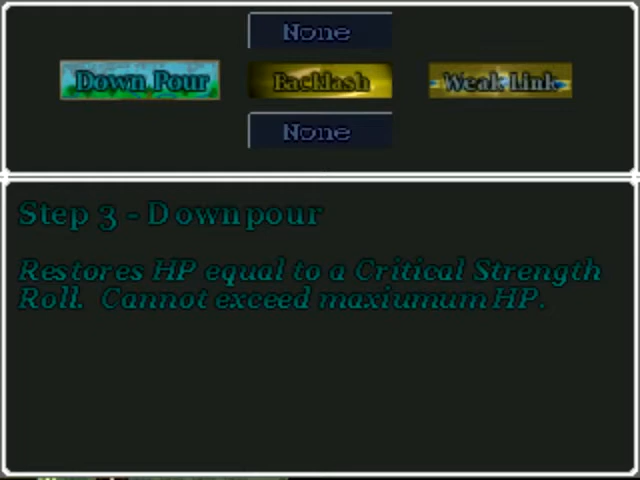 None
Down Pour Backlash Weak Link
None
Step 3 - Downpour
Restores HP equal to a Critical Strength
Roll. Cannot exceed maxiumum HP.